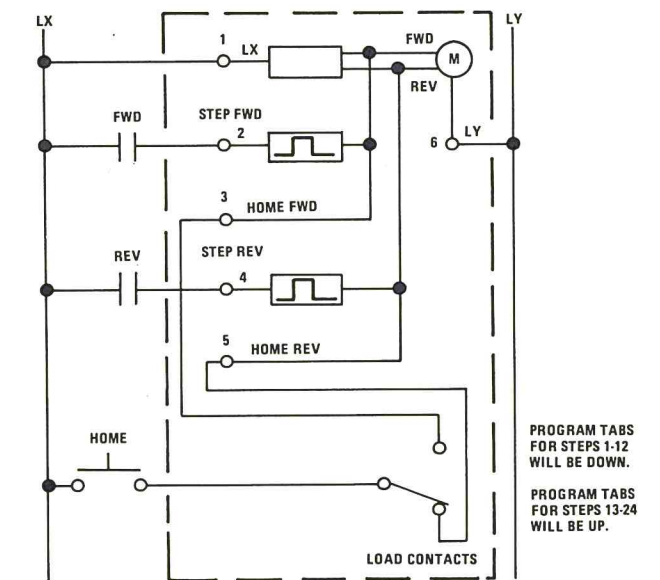 LX
LY
1
LX
FWD
M
REV
FWD
STEP FWD
2
6
LY
3
HOME FWD
REV
STEP REV
4
5
HOME REV
HOME
PROGRAM TABS
FOR STEPS 1-12
WILL BE DOWN.
PROGRAM TABS
FOR STEPS 13-24
WILL BE UP.
LOAD CONTACTS